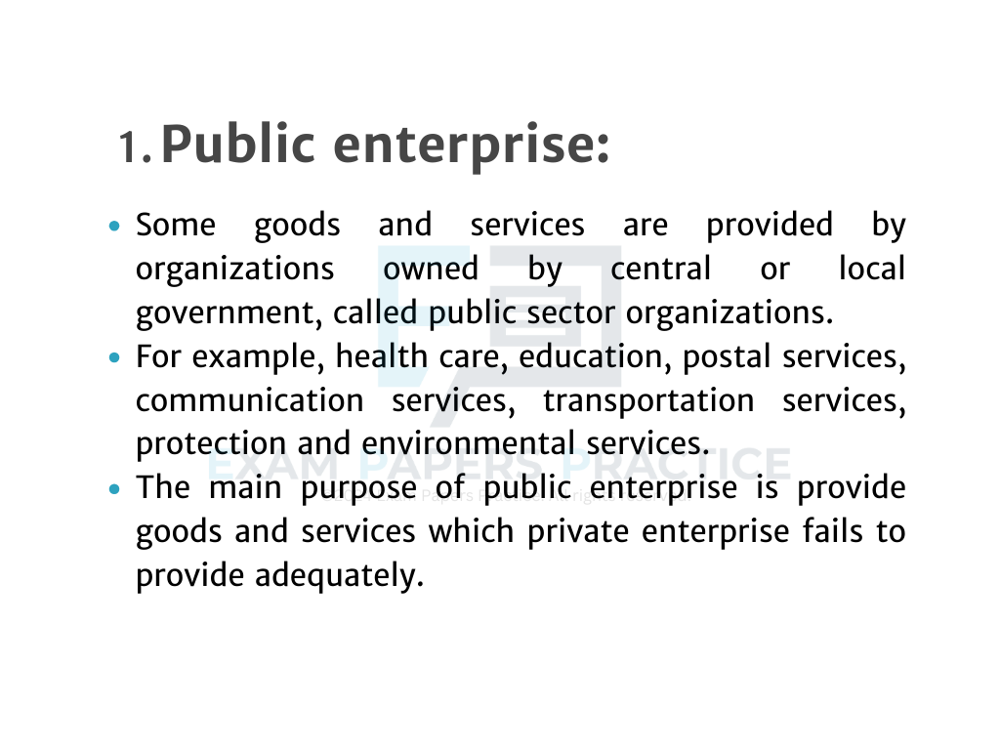 1. Public enterprise:
• Some goods and services are provided by
organizations owned by central or local
government, called public sector organizations.
• For example, health care, education, postal services,
communication services, transportation services,
protection and environmental services.
EXAM PAPERS PRACTICE
• The main purpose of public enterprise is provide
goods and services which private enterprise fails to
provide adequately.